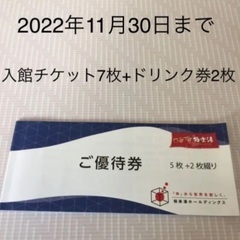 2022年11月30日まで
入館チケット7枚+ドリンク券2枚
ご優待券
極楽湯
5枚+2枚綴り
極楽湯ホールディングス